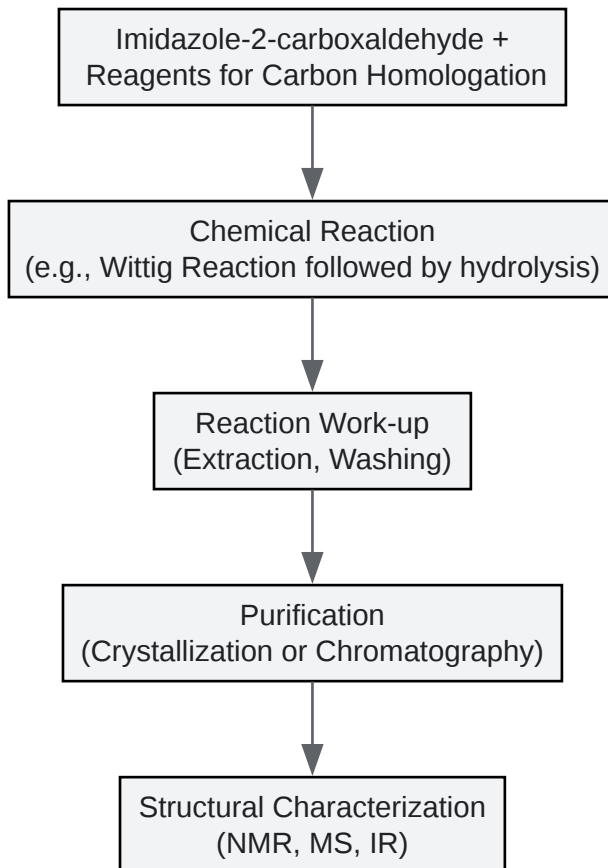 Imidazole-2-carboxaldehyde +
Reagents for Carbon Homologation
Chemical Reaction
(e.g., Wittig Reaction followed by hydrolysis)
Reaction Work-up
(Extraction, Washing)
Purification
(Crystallization or Chromatography)
Structural Characterization
(NMR, MS, IR)